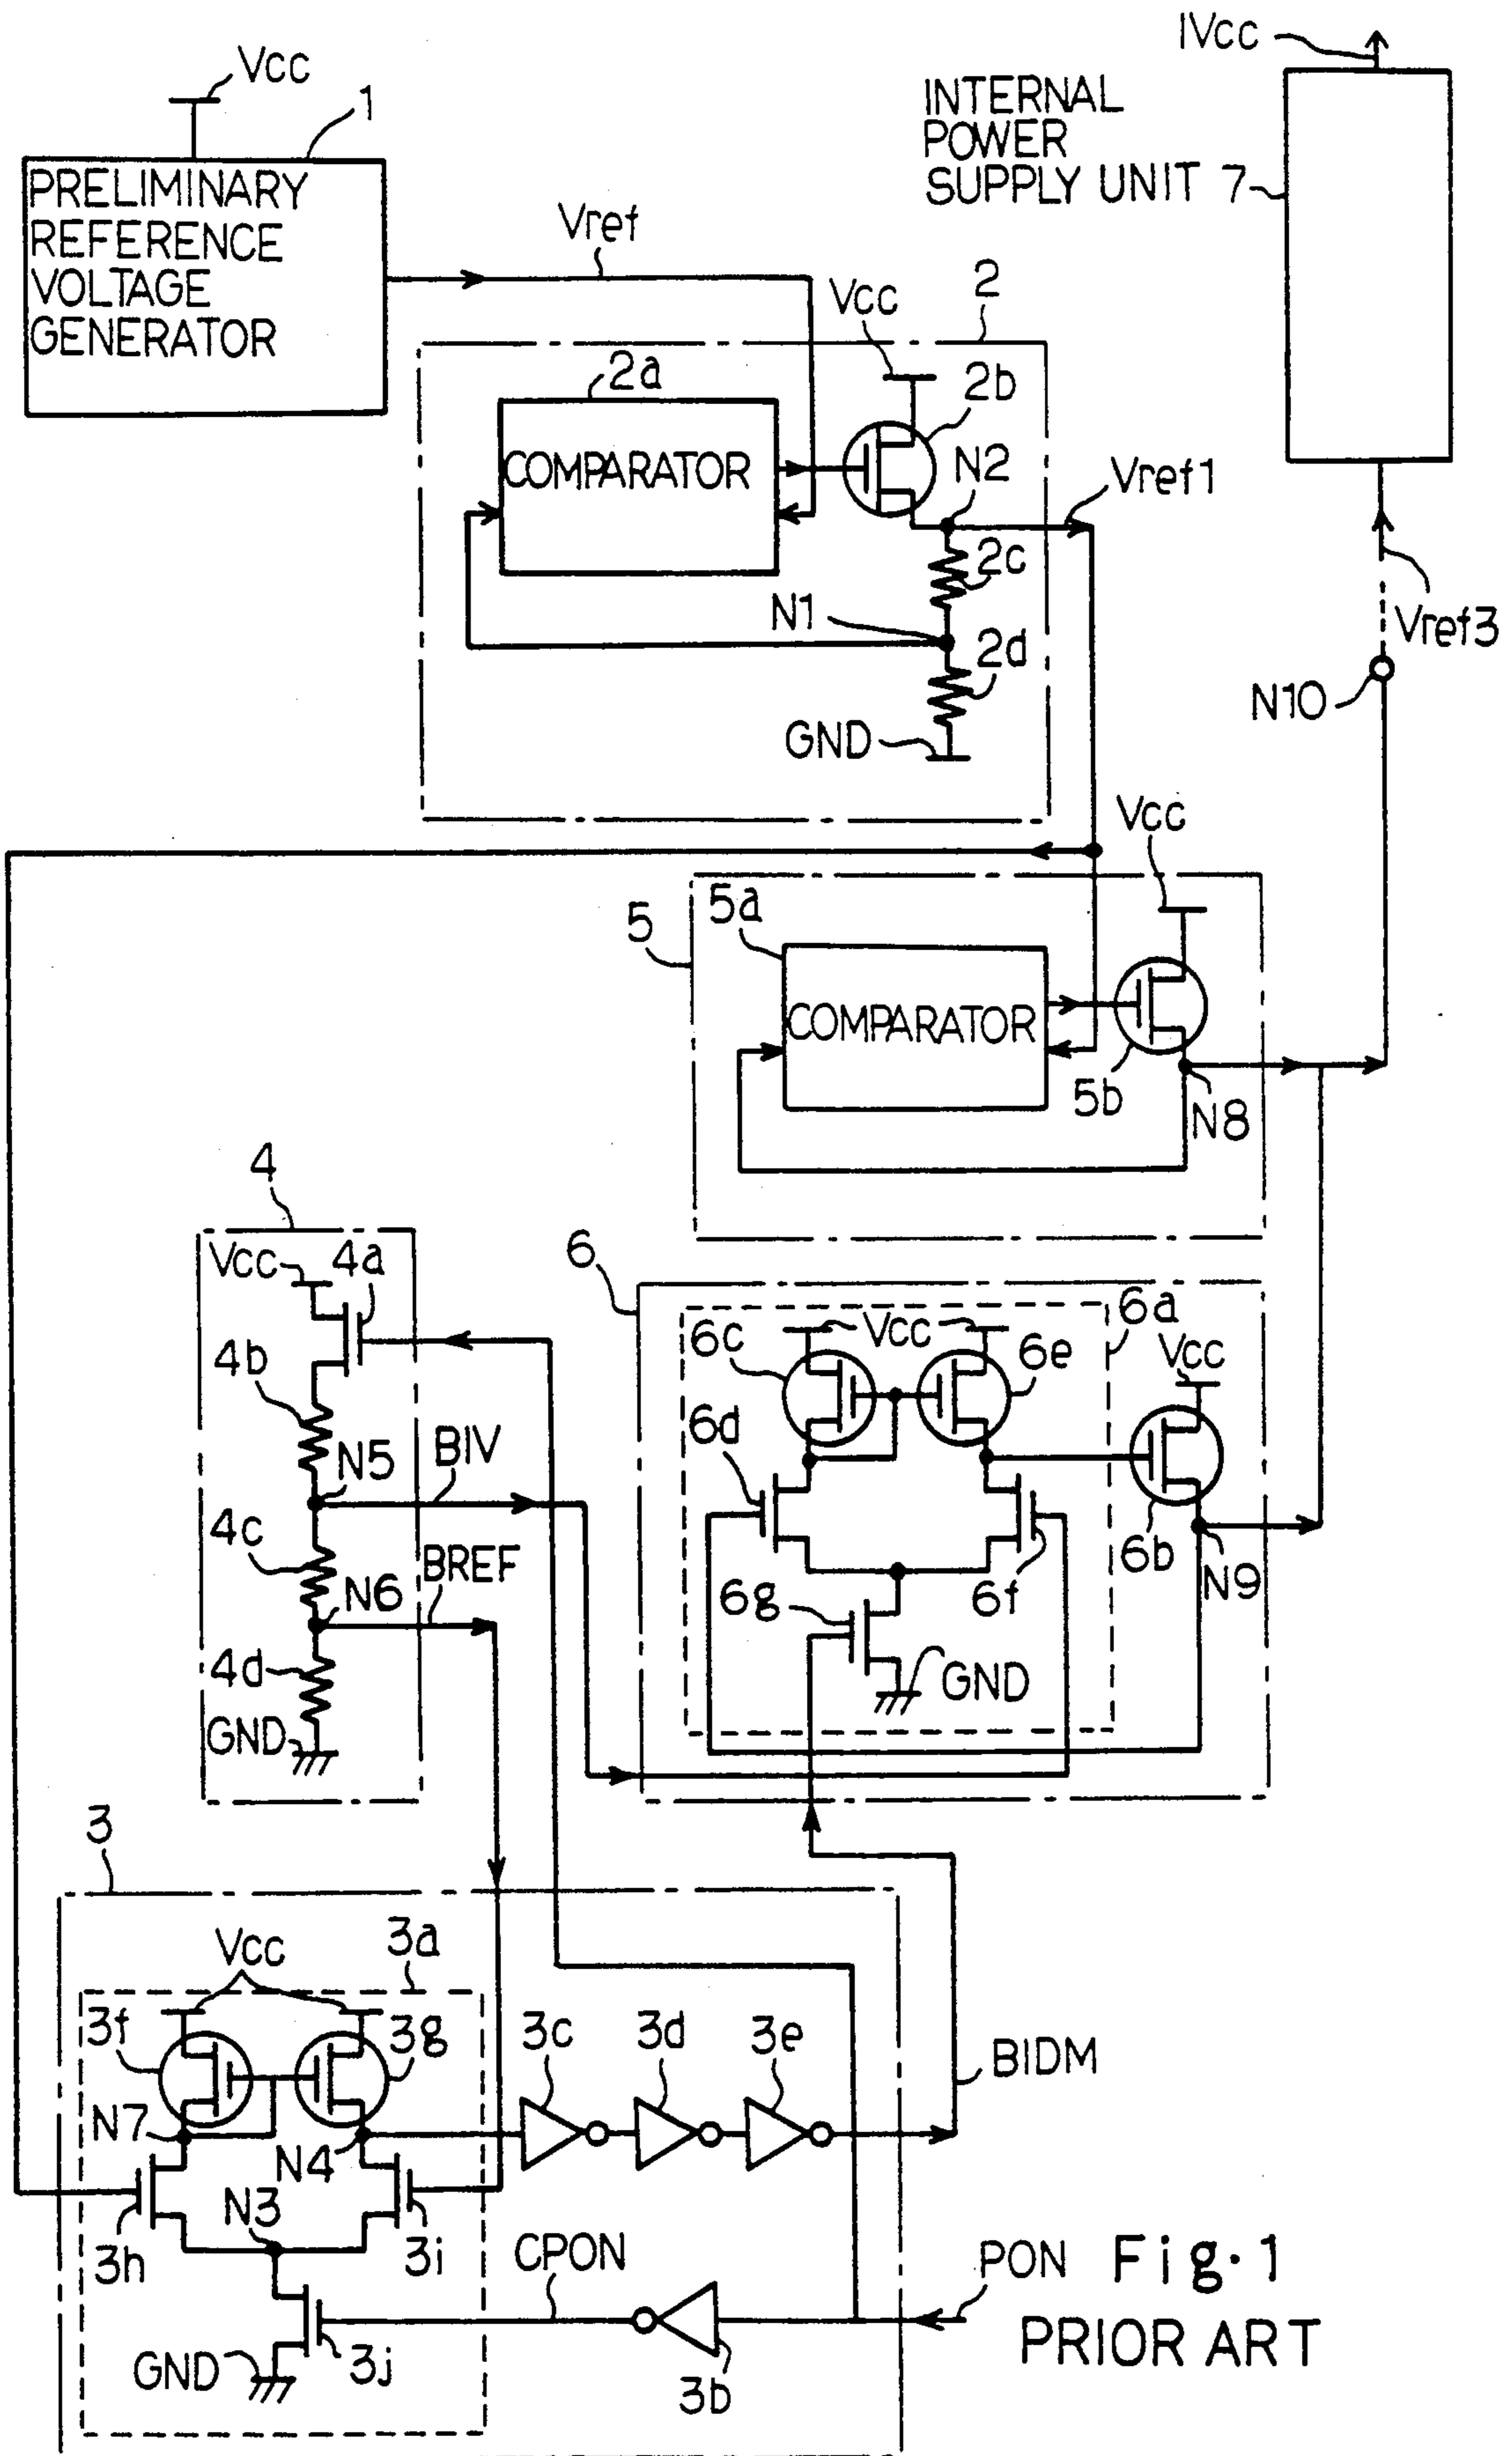 IVcc
Vcc
1
INTERNAL
POWER
SUPPLY UNIT 7
PRELIMINARY
REFERENCE
VOLTAGE
GENERATOR
Vref
Vcc
2
2a
2b
COMPARATOR
N2
Vref1
2c
N1
2d
Vref3
N10
GND
Vcc
5
5a
COMPARATOR
5b
N8
4
6
Vcc
4a
6a
6c
Vcc
6e
Vcc
4b
6d
N5
BIV
4c
BREF
6b
N9
N6
6g
6f
4d
GND
GND
3
Vcc
3a
3f
3g
3c
3d
3e
BIDM
N7
N4
N3
3h
3i
CPON
PON
Fig. 1
PRIOR ART
GND
3j
3b